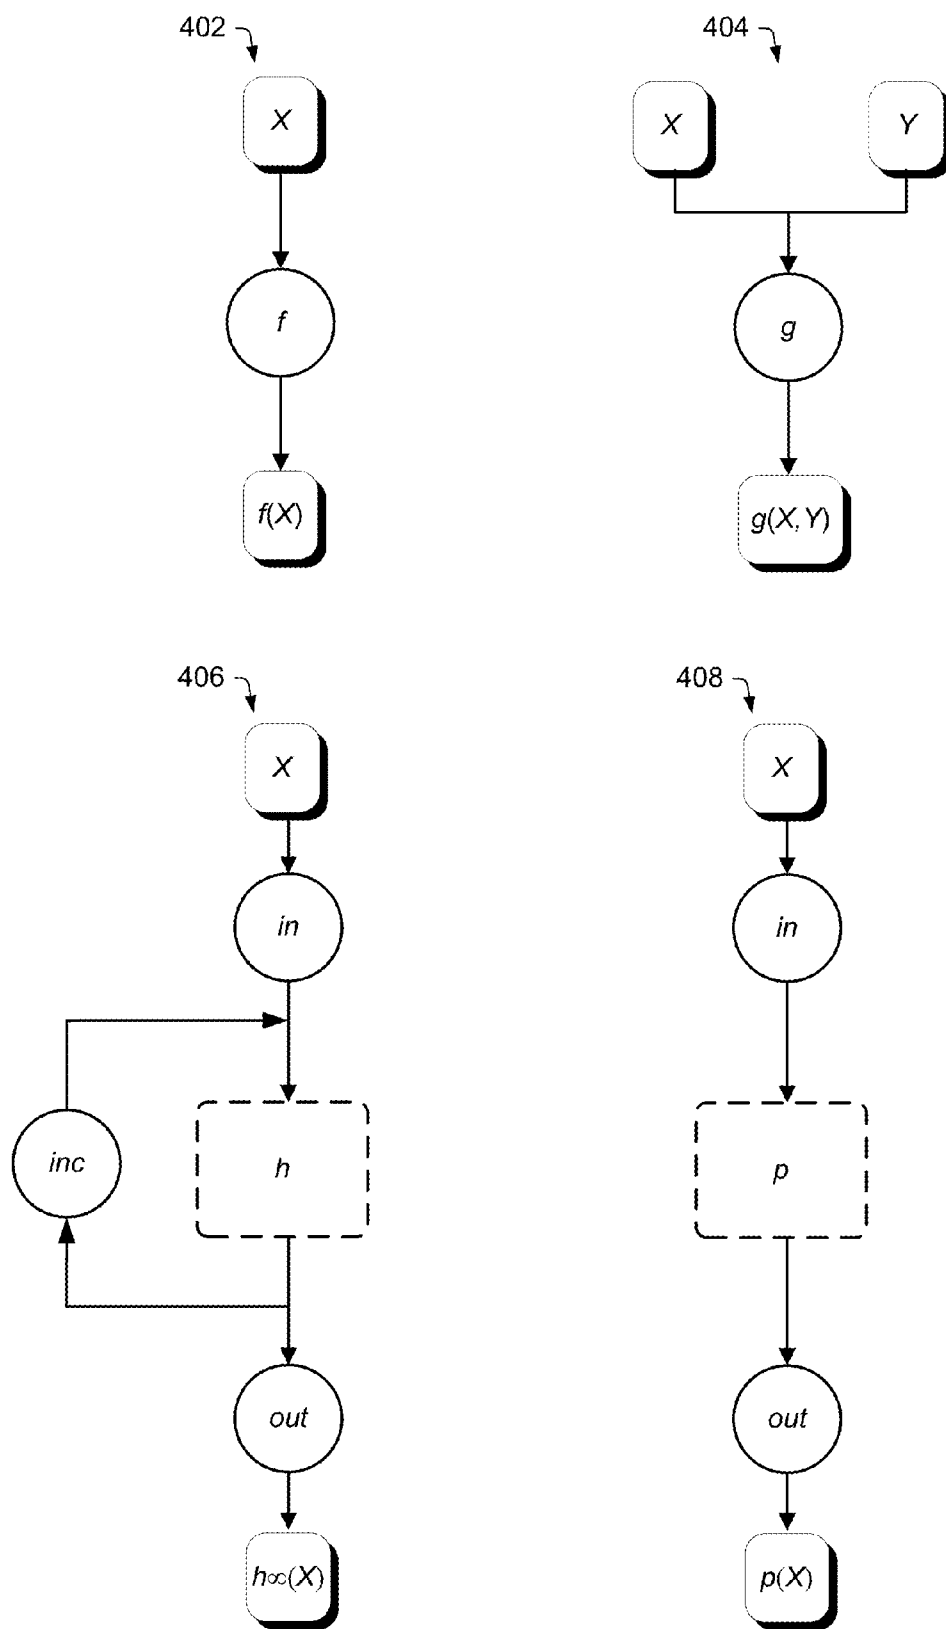 402
X
f
f(X)
404
X Y
g
g(X,Y)
406
X
in
inc h
out
h∞(X)
408
X
in
p
out
p(X)